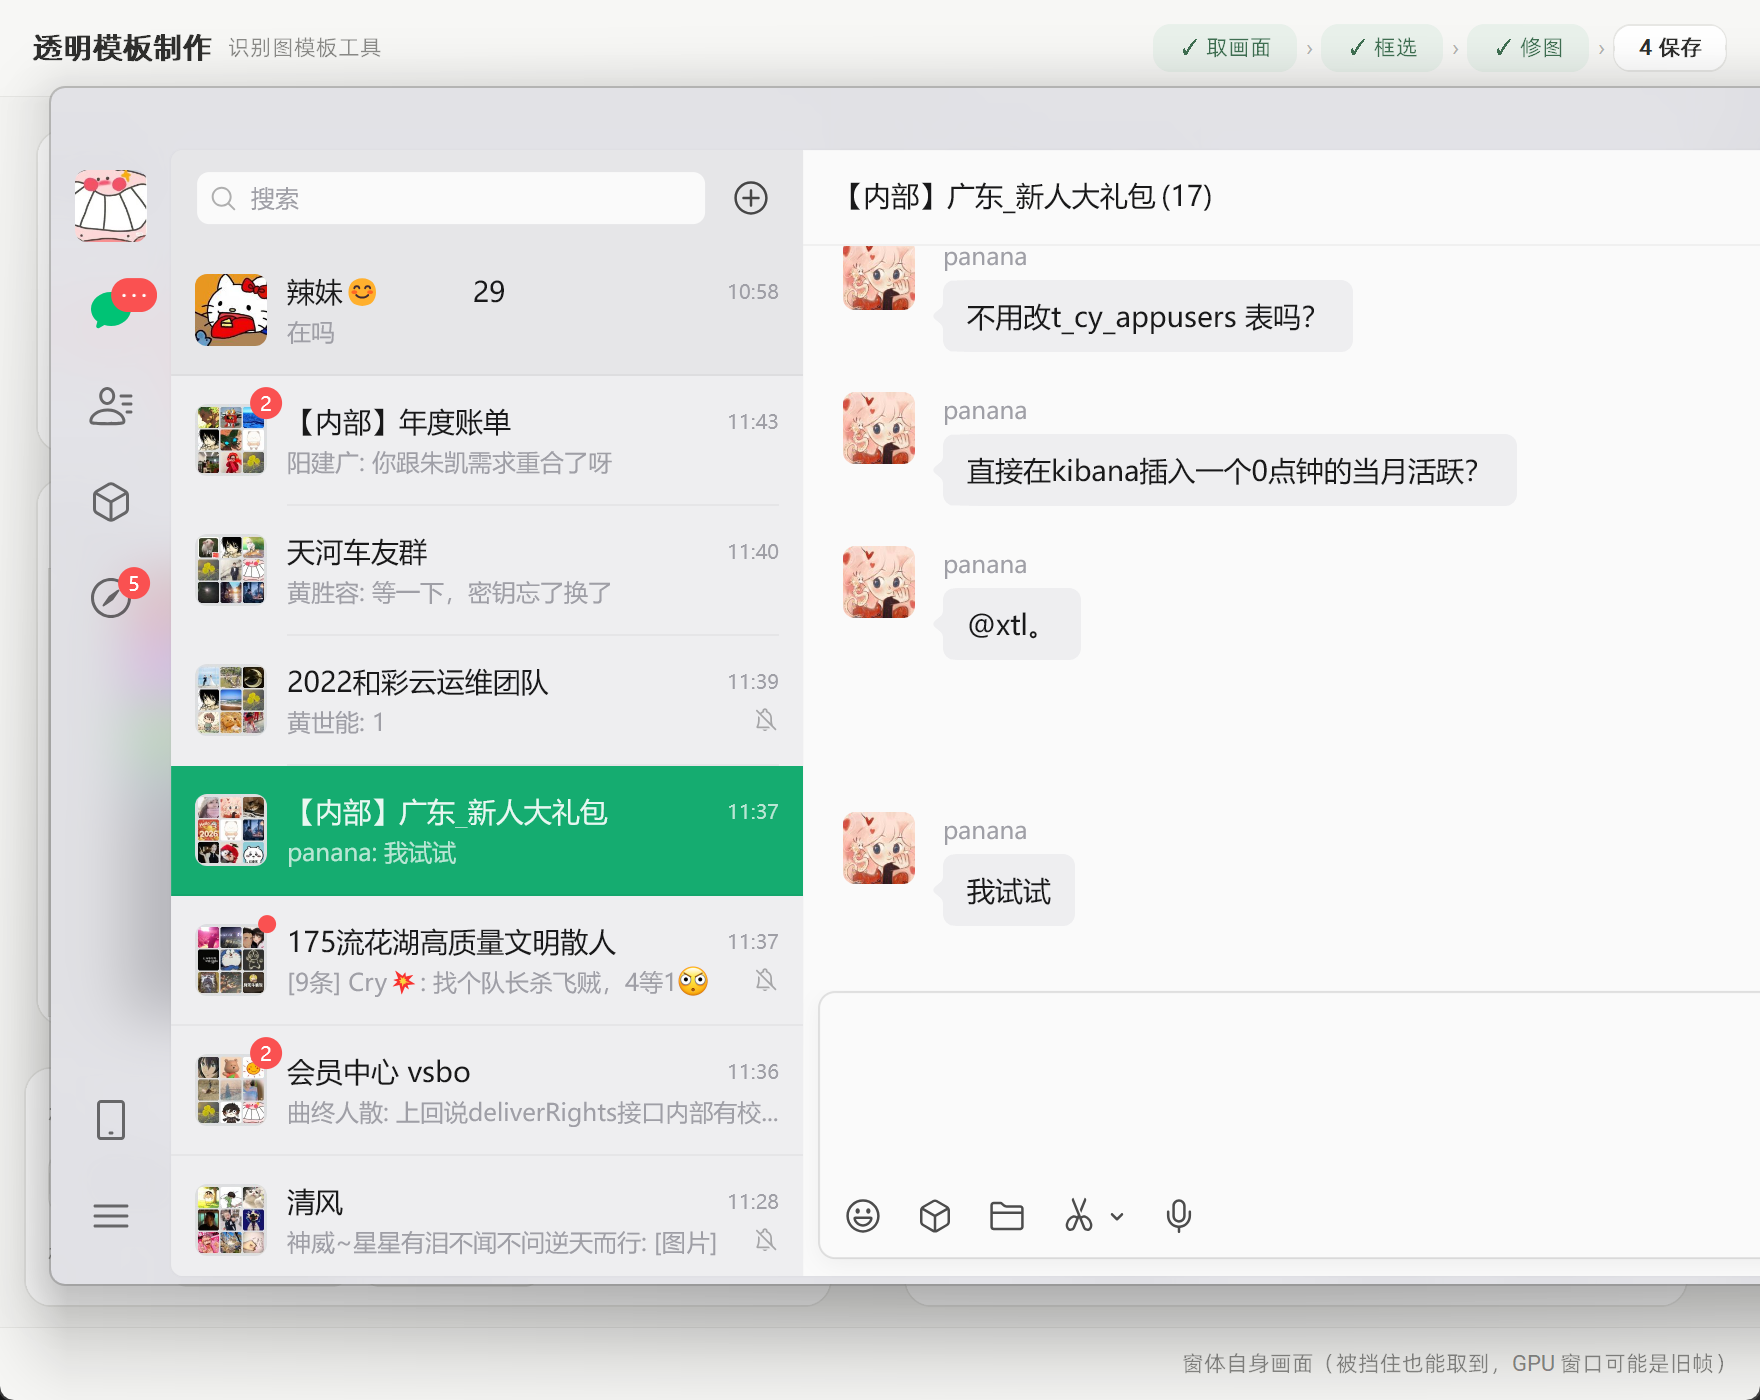 透明模板制作 识别图模板工具
✓ 取画面 › ✓ 框选 › ✓ 修图 › 4 保存
搜索
辣妹😊 29 10:58
在吗
2
【内部】年度账单 11:43
阳建广: 你跟朱凯需求重合了呀
天河车友群 11:40
黄胜容: 等一下，密钥忘了换了
5
2022和彩云运维团队 11:39
黄世能: 1
【内部】广东_新人大礼包 11:37
panana: 我试试
175流花湖高质量文明散人 11:37
[9条] Cry💥: 找个队长杀飞贼，4等1🙄
2
会员中心 vsbo 11:36
曲终人散: 上回说deliverRights接口内部有校...
清风 11:28
神威~星星有泪不闻不问逆天而行: [图片]
【内部】广东_新人大礼包 (17)
panana
不用改t_cy_appusers 表吗？
panana
直接在kibana插入一个0点钟的当月活跃？
panana
@xtl。
panana
我试试
窗体自身画面（被挡住也能取到，GPU 窗口可能是旧帧）